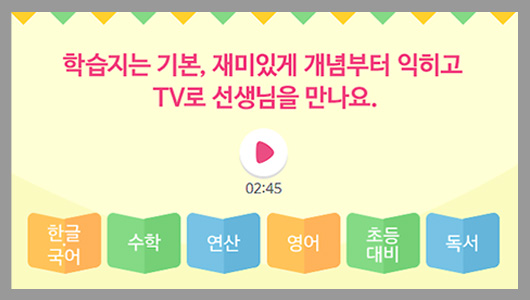 학습지는 기본, 재미있게 개념부터 익히고
TV로 선생님을 만나요.
02:45
한글·
국어
수학
연산
영어
초등
대비
독서